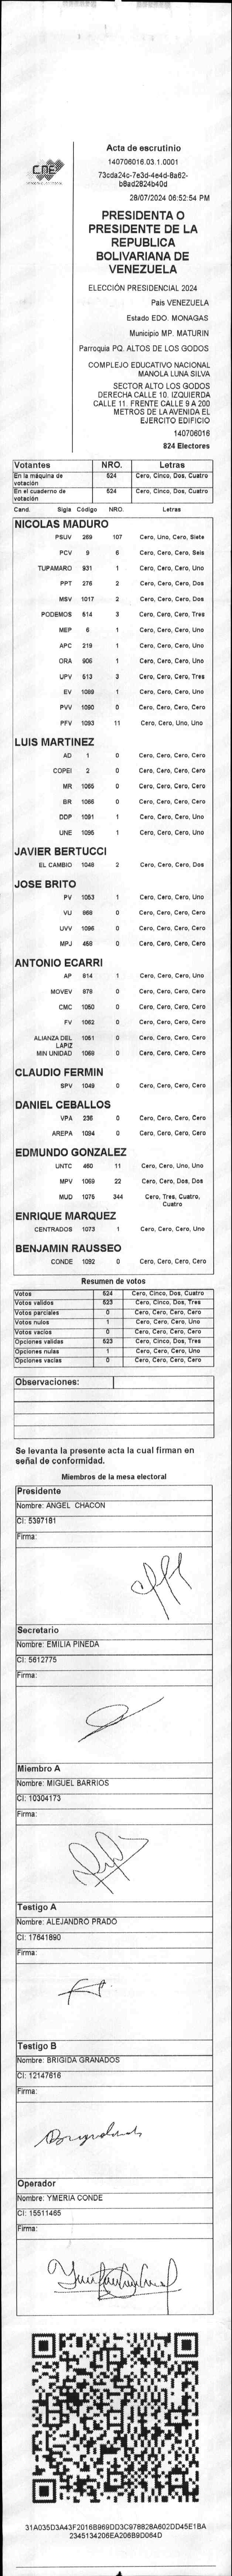 CNE
Acta de escrutinio
140706016.03.1.0001
73cda24c-7e3d-4e4d-8a62-
b8ad2824b40d
28/07/2024 06:52:54 PM
PRESIDENTA O
PRESIDENTE DE LA
REPUBLICA
BOLIVARIANA DE
VENEZUELA
ELECCIÓN PRESIDENCIAL 2024
Pais VENEZUELA
Estado EDO. MONAGAS
Municipio MP. MATURIN
Parroquia PQ. ALTOS DE LOS GODOS
COMPLEJO EDUCATIVO NACIONAL
MANOLA LUNA SILVA
SECTOR ALTO LOS GODOS
DERECHA CALLE 10. IZQUIERDA
CALLE 11. FRENTE CALLE 9 A 200
METROS DE LA AVENIDA EL
EJERCITO EDIFICIO
140706016
824 Electores
Votantes NRO. Letras
En la máquina de votación 524 Cero, Cinco, Dos, Cuatro
En el cuaderno de votación 524 Cero, Cinco, Dos, Cuatro
Cand. Sigla Código NRO. Letras
NICOLAS MADURO
PSUV 269 107 Cero, Uno, Cero, Siete
PCV 9 6 Cero, Cero, Cero, Seis
TUPAMARO 931 1 Cero, Cero, Cero, Uno
PPT 276 2 Cero, Cero, Cero, Dos
MSV 1017 2 Cero, Cero, Cero, Dos
PODEMOS 514 3 Cero, Cero, Cero, Tres
MEP 6 1 Cero, Cero, Cero, Uno
APC 219 1 Cero, Cero, Cero, Uno
ORA 906 1 Cero, Cero, Cero, Uno
UPV 513 3 Cero, Cero, Cero, Tres
EV 1089 1 Cero, Cero, Cero, Uno
PVV 1090 0 Cero, Cero, Cero, Cero
PFV 1093 11 Cero, Cero, Uno, Uno
LUIS MARTINEZ
AD 1 0 Cero, Cero, Cero, Cero
COPEI 2 0 Cero, Cero, Cero, Cero
MR 1065 0 Cero, Cero, Cero, Cero
BR 1066 0 Cero, Cero, Cero, Cero
DDP 1091 1 Cero, Cero, Cero, Uno
UNE 1095 1 Cero, Cero, Cero, Uno
JAVIER BERTUCCI
EL CAMBIO 1048 2 Cero, Cero, Cero, Dos
JOSE BRITO
PV 1053 1 Cero, Cero, Cero, Uno
VU 868 0 Cero, Cero, Cero, Cero
UVV 1096 0 Cero, Cero, Cero, Cero
MPJ 458 0 Cero, Cero, Cero, Cero
ANTONIO ECARRI
AP 814 1 Cero, Cero, Cero, Uno
MOVEV 878 0 Cero, Cero, Cero, Cero
CMC 1050 0 Cero, Cero, Cero, Cero
FV 1062 0 Cero, Cero, Cero, Cero
ALIANZA DEL LAPIZ 1051 0 Cero, Cero, Cero, Cero
MIN UNIDAD 1069 0 Cero, Cero, Cero, Cero
CLAUDIO FERMIN
SPV 1049 0 Cero, Cero, Cero, Cero
DANIEL CEBALLOS
VPA 236 0 Cero, Cero, Cero, Cero
AREPA 1094 0 Cero, Cero, Cero, Cero
EDMUNDO GONZALEZ
UNTC 460 11 Cero, Cero, Uno, Uno
MPV 1069 22 Cero, Cero, Dos, Dos
MUD 1076 344 Cero, Tres, Cuatro, Cuatro
ENRIQUE MARQUEZ
CENTRADOS 1073 1 Cero, Cero, Cero, Uno
BENJAMIN RAUSSEO
CONDE 1092 0 Cero, Cero, Cero, Cero
Resumen de votos
Votos 524 Cero, Cinco, Dos, Cuatro
Votos validos 523 Cero, Cinco, Dos, Tres
Votos parciales 0 Cero, Cero, Cero, Cero
Votos nulos 1 Cero, Cero, Cero, Uno
Votos vacios 0 Cero, Cero, Cero, Cero
Opciones validas 523 Cero, Cinco, Dos, Tres
Opciones nulas 1 Cero, Cero, Cero, Uno
Opciones vacias 0 Cero, Cero, Cero, Cero
Observaciones:
Se levanta la presente acta la cual firman en
señal de conformidad.
Miembros de la mesa electoral
Presidente
Nombre: ANGEL CHACON
CI: 5397181
Firma:
Secretario
Nombre: EMILIA PINEDA
CI: 5612775
Firma:
Miembro A
Nombre: MIGUEL BARRIOS
CI: 10304173
Firma:
Testigo A
Nombre: ALEJANDRO PRADO
CI: 17641890
Firma:
Testigo B
Nombre: BRIGIDA GRANADOS
CI: 12147616
Firma:
Operador
Nombre: YMERIA CONDE
CI: 15511465
Firma:
31A035D3A43F2016B969DD3C978828A602DD45E1BA
2345134206EA206B9D064D